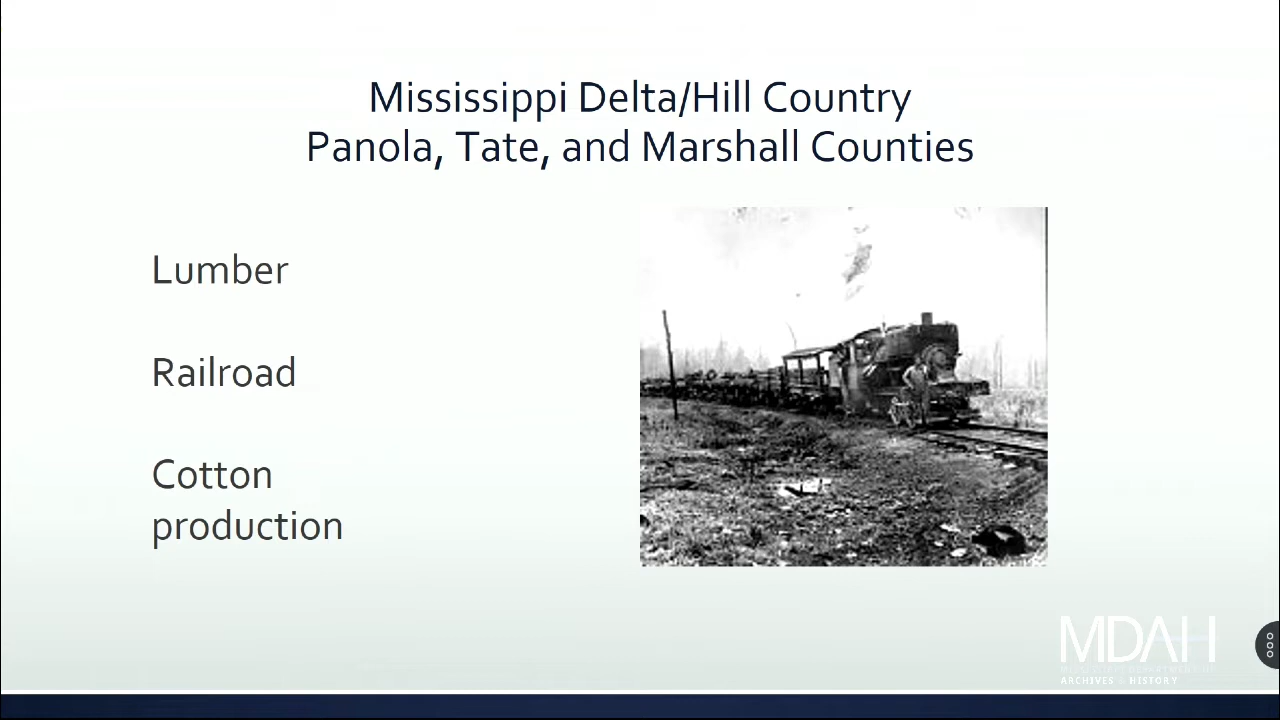 Mississippi Delta/Hill Country
Panola, Tate, and Marshall Counties
Lumber
Railroad
Cotton
production
MDAH
ARCHIVES & HISTORY